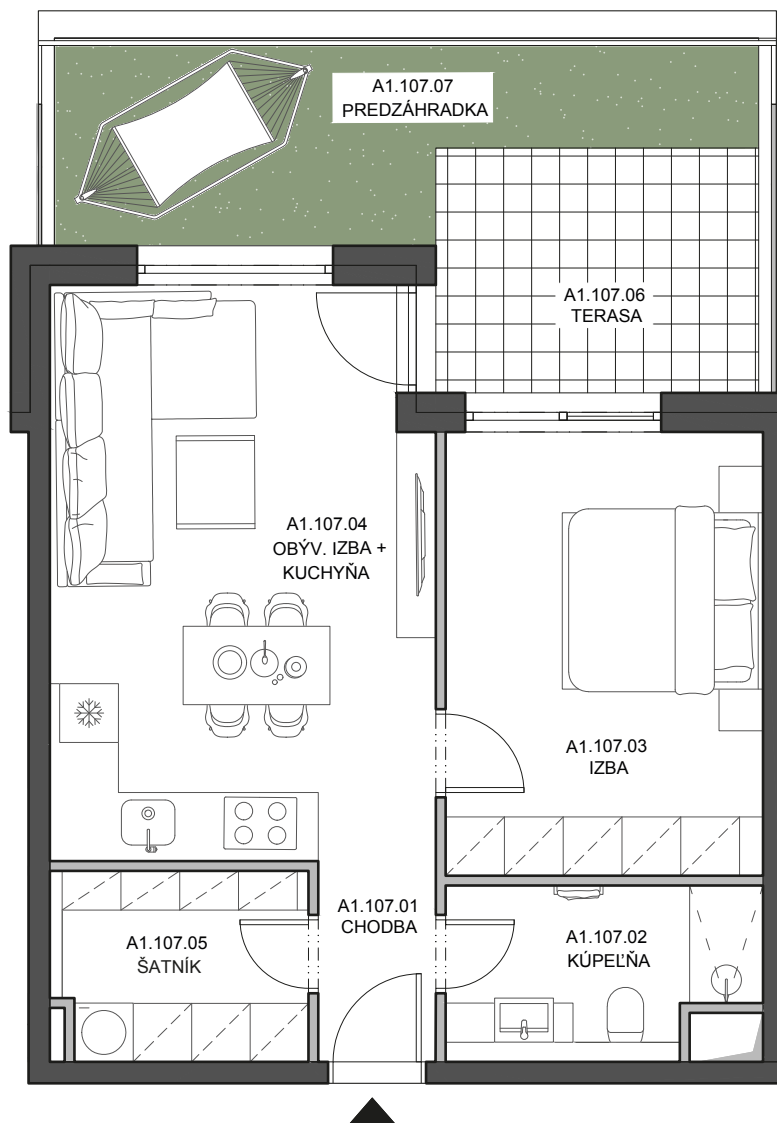 A1.107.07
PREDZÁHRADKA
A1.107.06
TERASA
A1.107.04
OBÝV. IZBA +
KUCHYŇA
A1.107.03
IZBA
A1.107.01
CHODBA
A1.107.05
ŠATNÍK
A1.107.02
KÚPEĽŇA